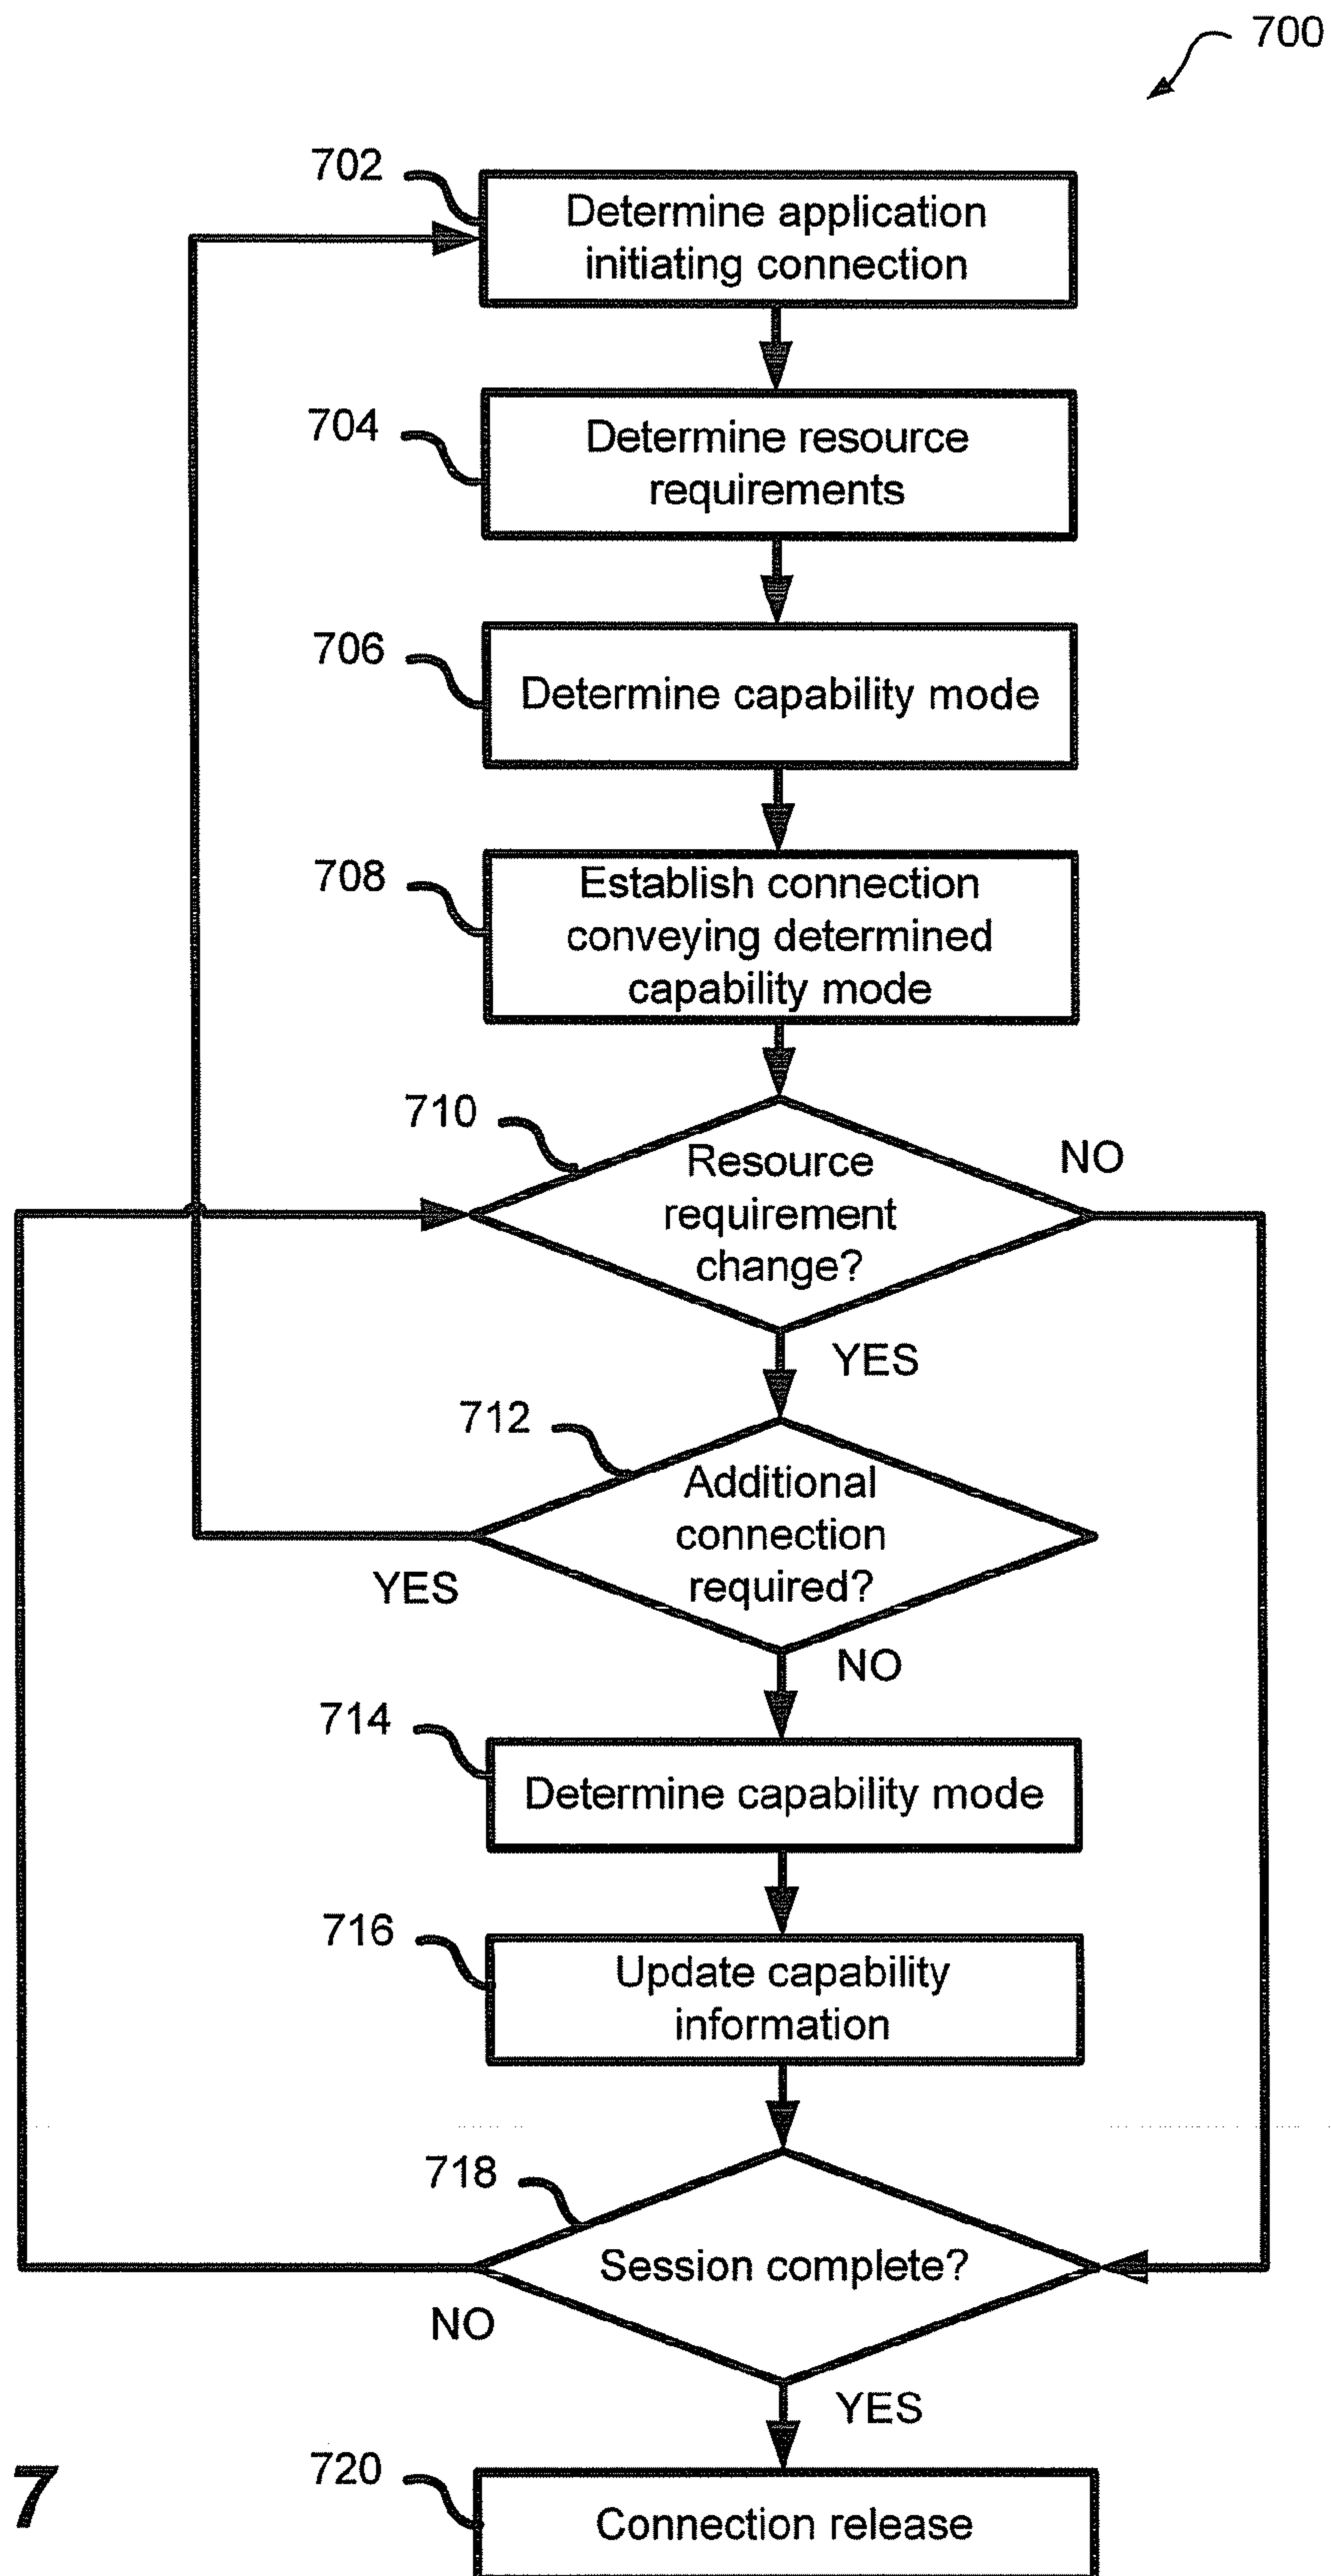 700
702
Determine application
initiating connection
704
Determine resource
requirements
706
Determine capability mode
708
Establish connection
conveying determined
capability mode
710
Resource
requirement
change?
NO
YES
712
Additional
connection
required?
YES
NO
714
Determine capability mode
716
Update capability
information
718
Session complete?
NO
YES
720
Connection release
7